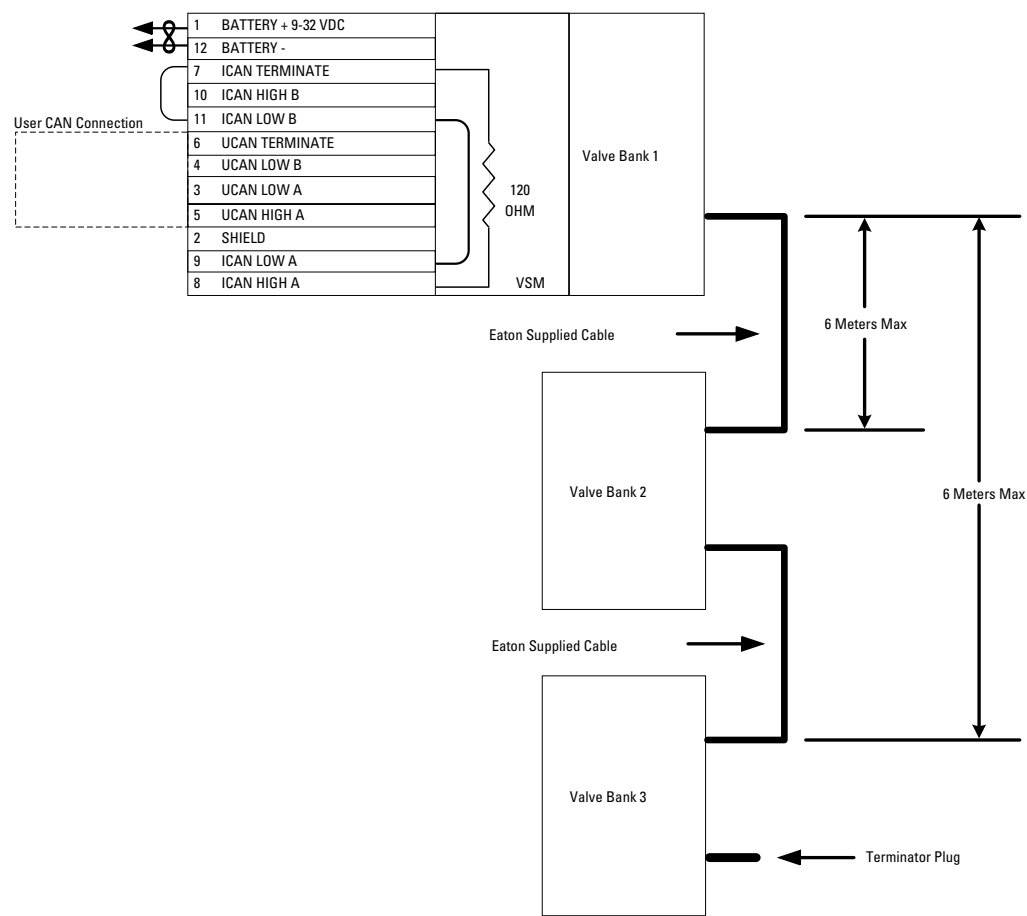 1 BATTERY + 9-32 VDC
12 BATTERY -
7 ICAN TERMINATE
10 ICAN HIGH B
11 ICAN LOW B
User CAN Connection
6 UCAN TERMINATE
4 UCAN LOW B
3 UCAN LOW A
5 UCAN HIGH A
2 SHIELD
9 ICAN LOW A
8 ICAN HIGH A
120
OHM
VSM
Valve Bank 1
Eaton Supplied Cable
6 Meters Max
Valve Bank 2
6 Meters Max
Eaton Supplied Cable
Valve Bank 3
Terminator Plug